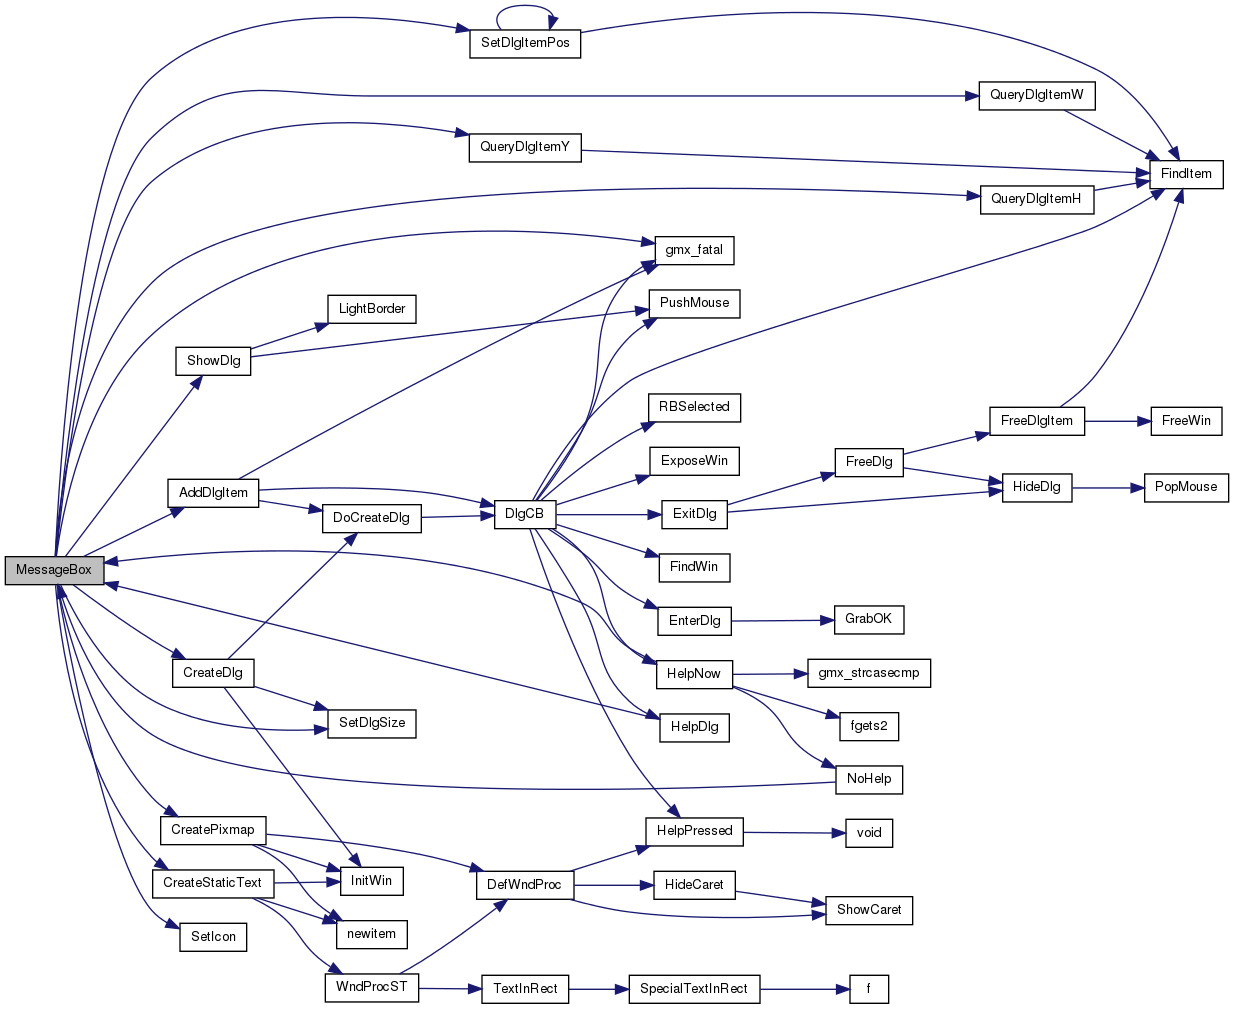 SetDlgItemPos
QueryDlgItemW
QueryDlgItemY
FindItem
QueryDlgItemH
gmx_fatal
LightBorder
PushMouse
ShowDlg
RBSelected
FreeDlgItem
FreeWin
ExposeWin
FreeDlg
AddDlgItem
HideDlg
PopMouse
DoCreateDlg
DlgCB
ExitDlg
MessageBox
FindWin
EnterDlg
GrabOK
CreateDlg
HelpNow
gmx_strcasecmp
SetDlgSize
HelpDlg
fgets2
NoHelp
CreatePixmap
HelpPressed
void
CreateStaticText
InitWin
DefWndProc
HideCaret
ShowCaret
SetIcon
newitem
WndProcST
TextInRect
SpecialTextInRect
f